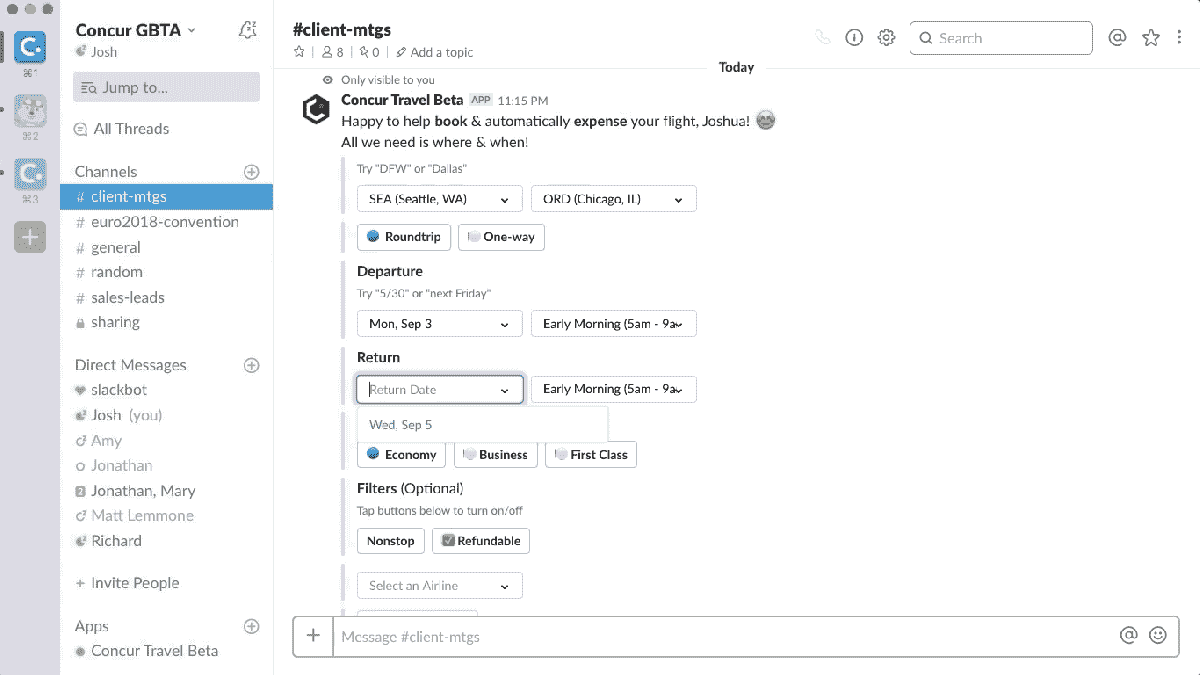 Concur GBTA
Josh
Jump to...
All Threads
Channels
# client-mtgs
# euro2018-convention
# general
# random
# sales-leads
sharing
Direct Messages
slackbot
Josh (you)
Amy
Jonathan
2 Jonathan, Mary
Matt Lemmone
Richard
+ Invite People
Apps
Concur Travel Beta
⌘1
⌘2
⌘3
#client-mtgs
8 | 0 | Add a topic
Search
Today
Only visible to you
Concur Travel Beta APP 11:15 PM
Happy to help book & automatically expense your flight, Joshua!
All we need is where & when!
Try "DFW" or "Dallas"
SEA (Seattle, WA) ORD (Chicago, IL)
Roundtrip One-way
Departure
Try "5/30" or "next Friday"
Mon, Sep 3 Early Morning (5am - 9a
Return
Return Date Early Morning (5am - 9a
Wed, Sep 5
Economy Business First Class
Filters (Optional)
Tap buttons below to turn on/off
Nonstop Refundable
Select an Airline
Message #client-mtgs